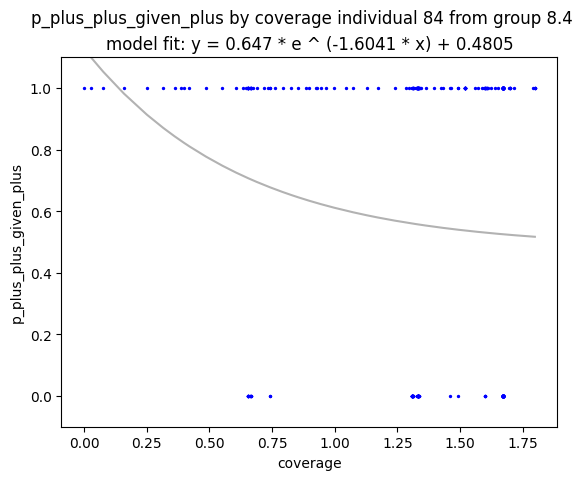 p_plus_plus_given_plus by coverage individual 84 from group 8.4
model fit: y = 0.647 * e ^ (-1.6041 * x) + 0.4805
p_plus_plus_given_plus
1.0
0.8
0.6
0.4
0.2
0.0
0.00 0.25 0.50 0.75 1.00 1.25 1.50 1.75
coverage